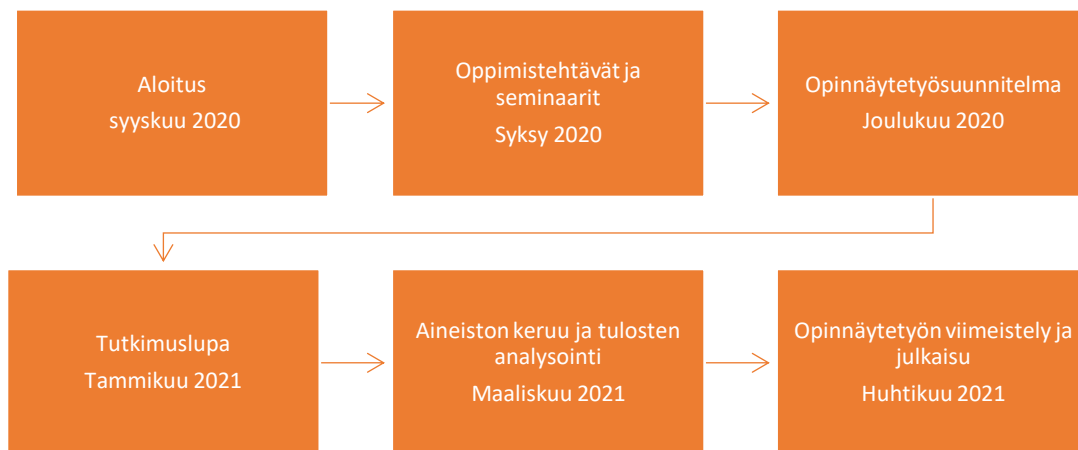 Aloitus
syyskuu 2020
Oppimistehtävät ja
seminaarit
Syksy 2020
Opinnäytetyösuunnitelma
Joulukuu 2020
Tutkimuslupa
Tammikuu 2021
Aineiston keruu ja tulosten
analysointi
Maaliskuu 2021
Opinnäytetyön viimeistely ja
julkaisu
Huhtikuu 2021